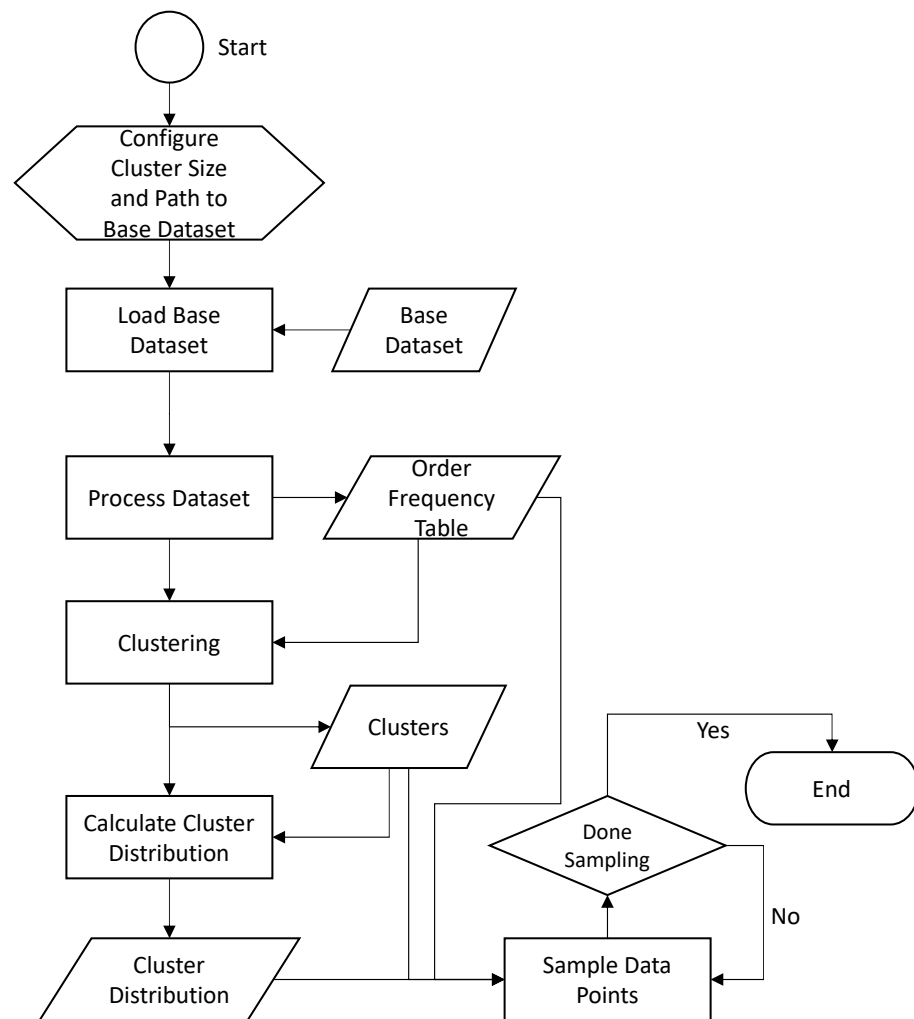 Start
Configure
Cluster Size
and Path to
Base Dataset
Load Base
Dataset
Base
Dataset
Process Dataset
Order
Frequency
Table
Clustering
Clusters
Yes
End
Calculate Cluster
Distribution
Done
Sampling
No
Cluster
Distribution
Sample Data
Points